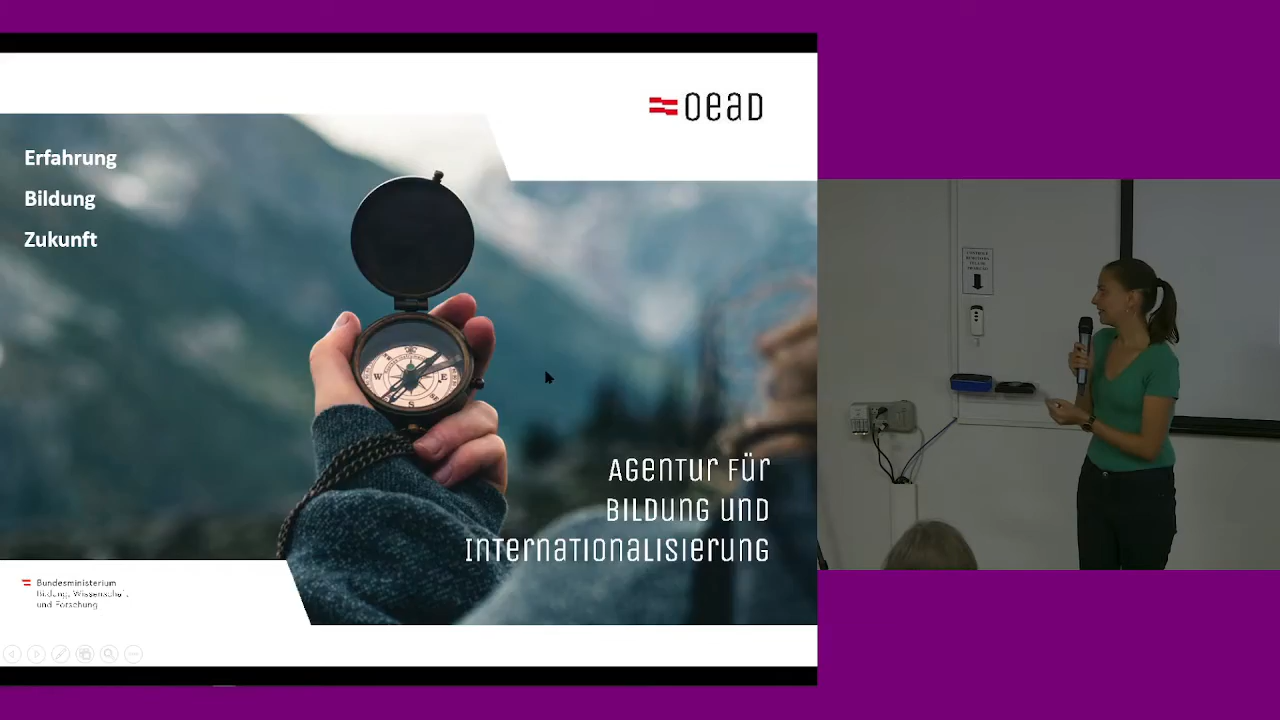 oead
Erfahrung
Bildung
Zukunft
W
E
S
Agentur für
Bildung und
Internationalisierung
Bundesministerium
Bildung, Wissenschaft
und Forschung